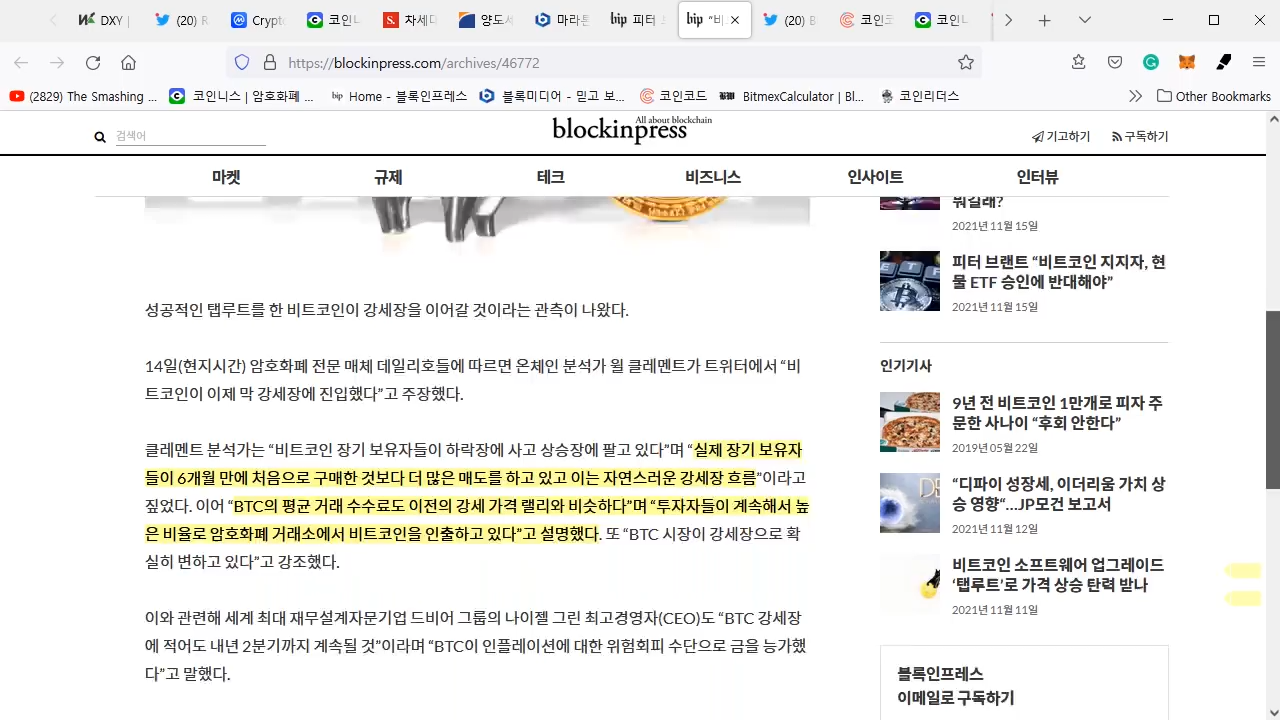 DXY |
(20) R
Crypt
코인니
S. 차세대
양도세
마라톤
bip 피터
bip “비
(20) B
코인코
코인니
https://blockinpress.com/archives/46772
(2829) The Smashing ...
코인니스 | 암호화폐 ...
bip Home - 블록인프레스
블록미디어 - 믿고 보...
코인코드
BitmexCalculator | Bl...
코인리더스
Other Bookmarks
검색어
All about blockchain
blockinpress
기고하기
구독하기
마켓
규제
테크
비즈니스
인사이트
인터뷰
성공적인 탭루트를 한 비트코인이 강세장을 이어갈 것이라는 관측이 나왔다.
14일(현지시간) 암호화폐 전문 매체 데일리호들에 따르면 온체인 분석가 윌 클레멘트가 트위터에서 “비
트코인이 이제 막 강세장에 진입했다”고 주장했다.
클레멘트 분석가는 “비트코인 장기 보유자들이 하락장에 사고 상승장에 팔고 있다”며 “실제 장기 보유자
들이 6개월 만에 처음으로 구매한 것보다 더 많은 매도를 하고 있고 이는 자연스러운 강세장 흐름”이라고
짚었다. 이어 “BTC의 평균 거래 수수료도 이전의 강세 가격 랠리와 비슷하다”며 “투자자들이 계속해서 높
은 비율로 암호화폐 거래소에서 비트코인을 인출하고 있다”고 설명했다. 또 “BTC 시장이 강세장으로 확
실히 변하고 있다”고 강조했다.
이와 관련해 세계 최대 재무설계자문기업 드비어 그룹의 나이젤 그린 최고경영자(CEO)도 “BTC 강세장
에 적어도 내년 2분기까지 계속될 것”이라며 “BTC이 인플레이션에 대한 위험회피 수단으로 금을 능가했
다”고 말했다.
뭐길래?
2021년 11월 15일
피터 브랜트 “비트코인 지지자, 현
물 ETF 승인에 반대해야”
2021년 11월 15일
인기기사
9년 전 비트코인 1만개로 피자 주
문한 사나이 “후회 안한다”
2019년 05월 22일
“디파이 성장세, 이더리움 가치 상
승 영향“…JP모건 보고서
2021년 11월 12일
비트코인 소프트웨어 업그레이드
‘탭루트’로 가격 상승 탄력 받나
2021년 11월 11일
블록인프레스
이메일로 구독하기